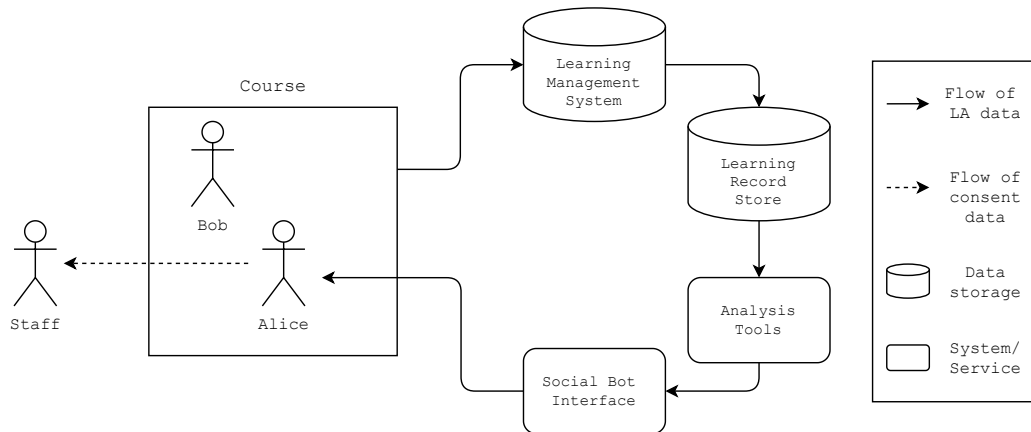 Learning
Management
System
Course
Learning
Record
Store
Bob
Staff
Alice
Analysis
Tools
Social Bot
Interface
Flow of
LA data
Flow of
consent
data
Data
storage
System/
Service